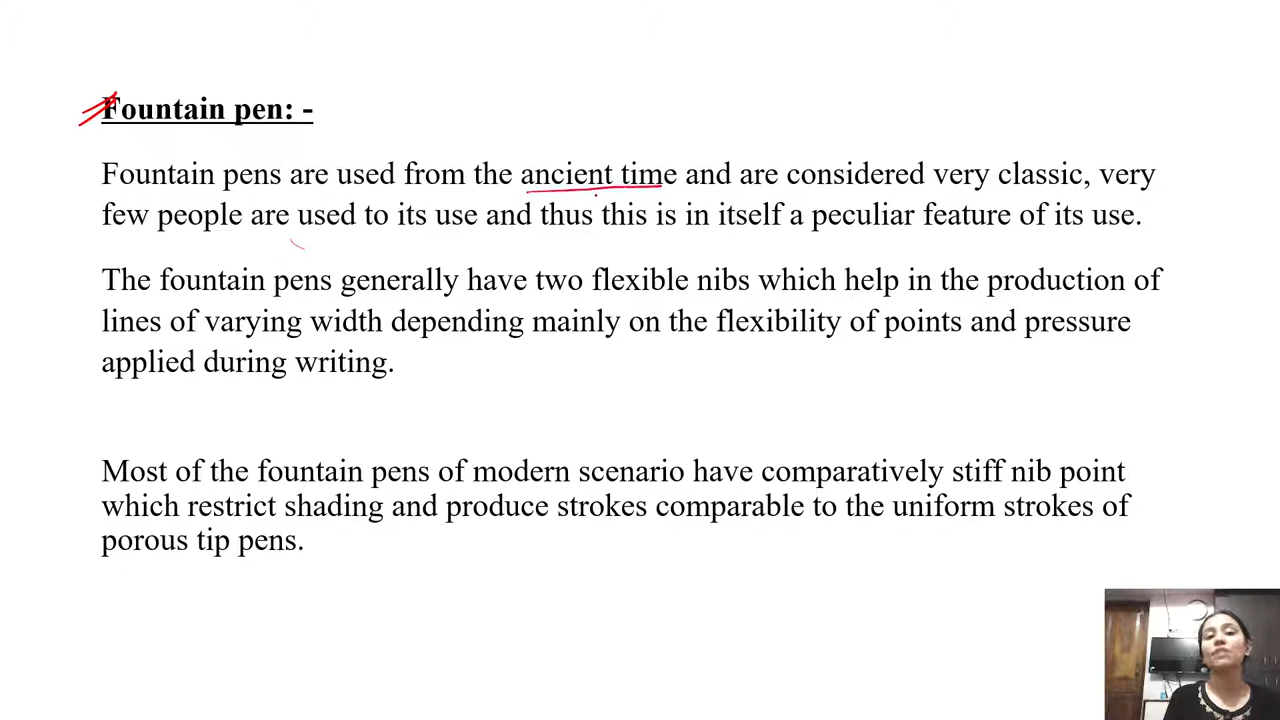 Fountain pen: -
Fountain pens are used from the ancient time and are considered very classic, very
few people are used to its use and thus this is in itself a peculiar feature of its use.
The fountain pens generally have two flexible nibs which help in the production of
lines of varying width depending mainly on the flexibility of points and pressure
applied during writing.
Most of the fountain pens of modern scenario have comparatively stiff nib point
which restrict shading and produce strokes comparable to the uniform strokes of
porous tip pens.